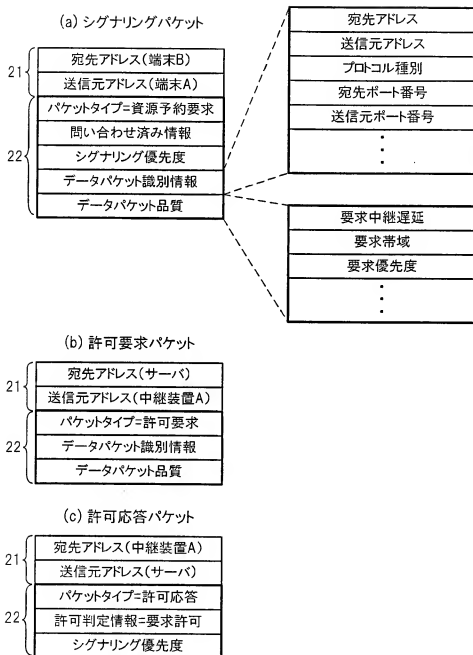 (a) シグナリングパケット
21
宛先アドレス(端末B)
送信元アドレス(端末A)
22
パケットタイプ=資源予約要求
問い合わせ済み情報
シグナリング優先度
データパケット識別情報
データパケット品質
宛先アドレス
送信元アドレス
プロトコル種別
宛先ポート番号
送信元ポート番号
要求中継遅延
要求帯域
要求優先度
(b) 許可要求パケット
21
宛先アドレス(サーバ)
送信元アドレス(中継装置A)
22
パケットタイプ=許可要求
データパケット識別情報
データパケット品質
(c) 許可応答パケット
21
宛先アドレス(中継装置A)
送信元アドレス(サーバ)
22
パケットタイプ=許可応答
許可判定情報=要求許可
シグナリング優先度